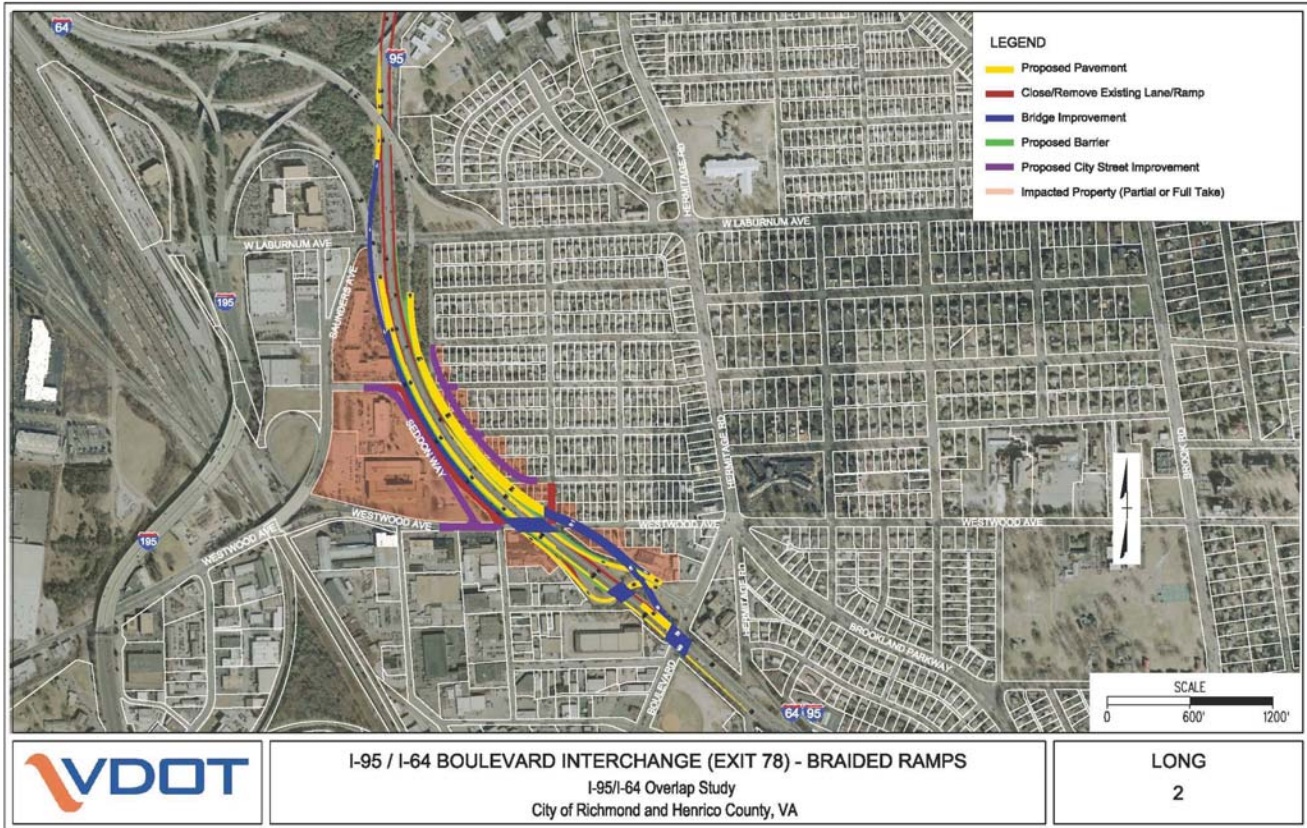 64
95
LEGEND
Proposed Pavement
Close/Remove Existing Lane/Ramp
Bridge Improvement
Proposed Barrier
Proposed City Street Improvement
Impacted Property (Partial or Full Take)
HERMITAGE RD
W LABURNUM AVE
W LABURNUM AVE
SAUNDERS AVE
195
SEDDON WAY
HERMITAGE RD
BROOK RD
WESTWOOD AVE
WESTWOOD AVE
WESTWOOD AVE
WESTWOOD AVE
195
HERMITAGE RD
BROOKLAND PARKWAY
BOULEVARD
64 95
SCALE
0 600' 1200'
VDOT
I-95 / I-64 BOULEVARD INTERCHANGE (EXIT 78) - BRAIDED RAMPS
I-95/I-64 Overlap Study
City of Richmond and Henrico County, VA
LONG
2